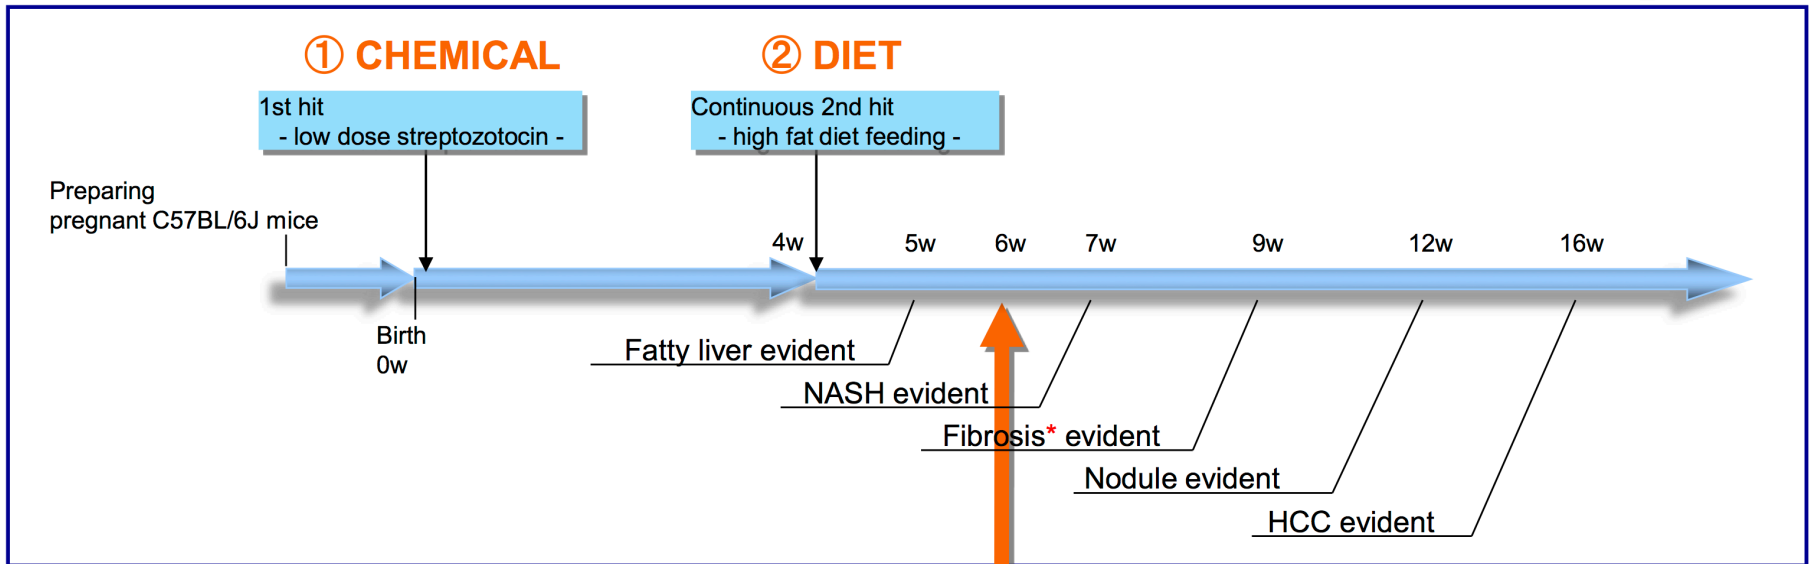 ① CHEMICAL
② DIET
1st hit
- low dose streptozotocin -
Continuous 2nd hit
- high fat diet feeding -
Preparing
pregnant C57BL/6J mice
4w
5w
6w
7w
9w
12w
16w
Birth
0w
Fatty liver evident
NASH evident
Fibrosis* evident
Nodule evident
HCC evident